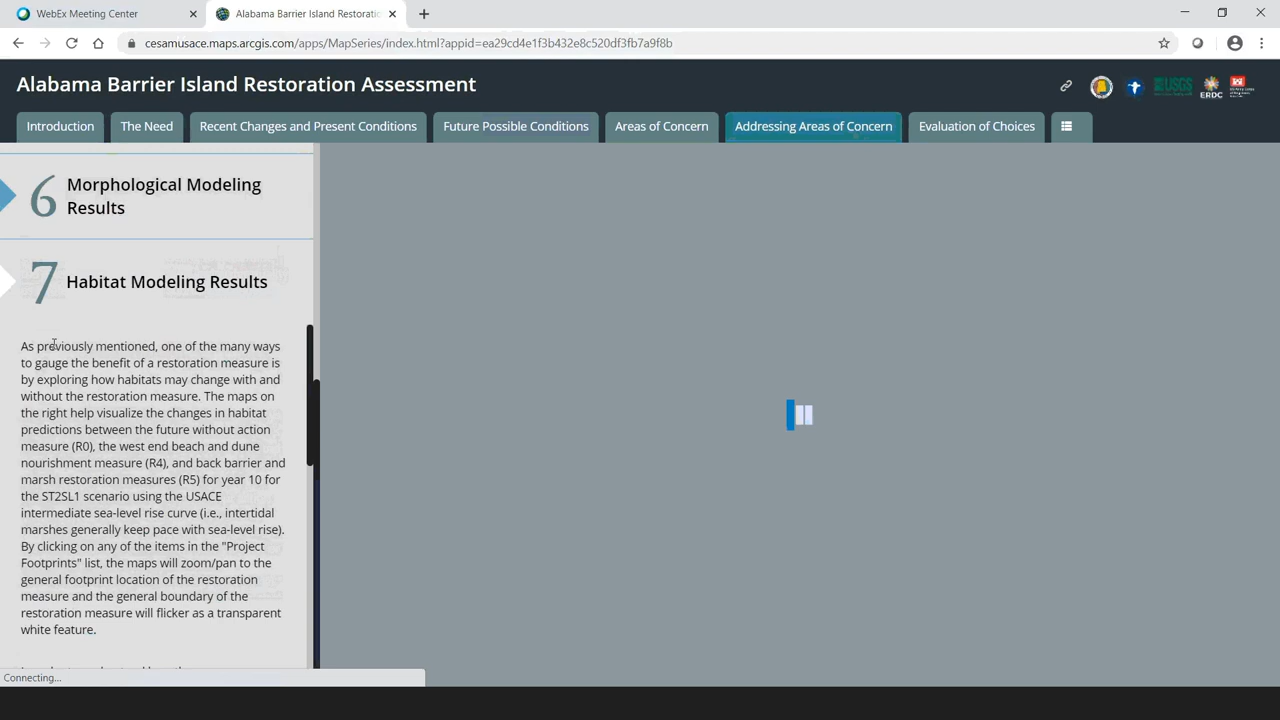 WebEx Meeting Center
Alabama Barrier Island Restoratio
cesamusace.maps.arcgis.com/apps/MapSeries/index.html?appid=ea29cd4e1f3b432e8c520df3fb7a9f8b
Alabama Barrier Island Restoration Assessment
USGS
ERDC
Introduction
The Need
Recent Changes and Present Conditions
Future Possible Conditions
Areas of Concern
Addressing Areas of Concern
Evaluation of Choices
6
Morphological Modeling
Results
7
Habitat Modeling Results
As previously mentioned, one of the many ways
to gauge the benefit of a restoration measure is
by exploring how habitats may change with and
without the restoration measure. The maps on
the right help visualize the changes in habitat
predictions between the future without action
measure (R0), the west end beach and dune
nourishment measure (R4), and back barrier and
marsh restoration measures (R5) for year 10 for
the ST2SL1 scenario using the USACE
intermediate sea-level rise curve (i.e., intertidal
marshes generally keep pace with sea-level rise).
By clicking on any of the items in the "Project
Footprints" list, the maps will zoom/pan to the
general footprint location of the restoration
measure and the general boundary of the
restoration measure will flicker as a transparent
white feature.
Connecting...